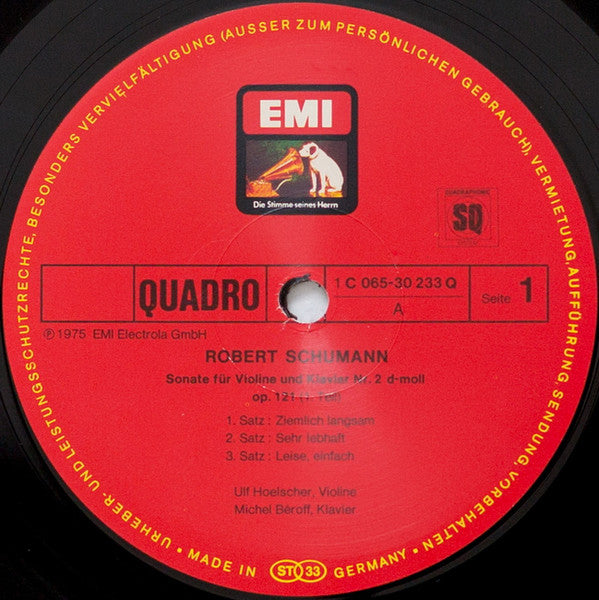 URHEBER- UND LEISTUNGSSCHUTZRECHTE, BESONDERS VERVIELFÄLTIGUNG (AUSSER ZUM PERSÖNLICHEN GEBRAUCH), VERMIETUNG, AUFFÜHRUNG, SENDUNG, VORBEHALTEN •
EMI
Die Stimme seines Herrn
QUADRAPHONIC
SQ
QUADRO
1 C 065-30 233 Q
A
Seite 1
℗ 1975 EMI Electrola GmbH
ROBERT SCHUMANN
Sonate für Violine und Klavier Nr. 2 d-moll
op. 121 (1. Teil)
1. Satz : Ziemlich langsam
2. Satz : Sehr lebhaft
3. Satz : Leise, einfach
Ulf Hoelscher, Violine
Michel Béroff, Klavier
• MADE IN ST 33 GERMANY •